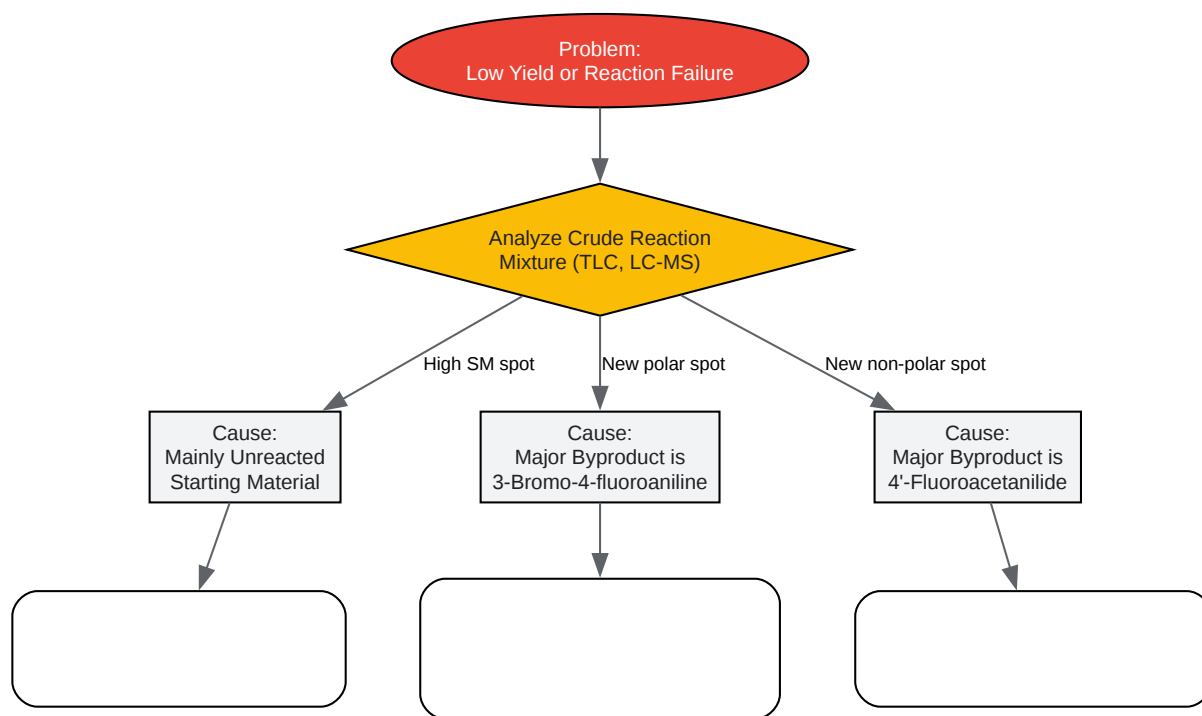 Problem:
Low Yield or Reaction Failure
Analyze Crude Reaction
Mixture (TLC, LC-MS)
High SM spot
New polar spot
New non-polar spot
Cause:
Mainly Unreacted
Starting Material
Cause:
Major Byproduct is
3-Bromo-4-fluoroaniline
Cause:
Major Byproduct is
4'-Fluoroacetanilide